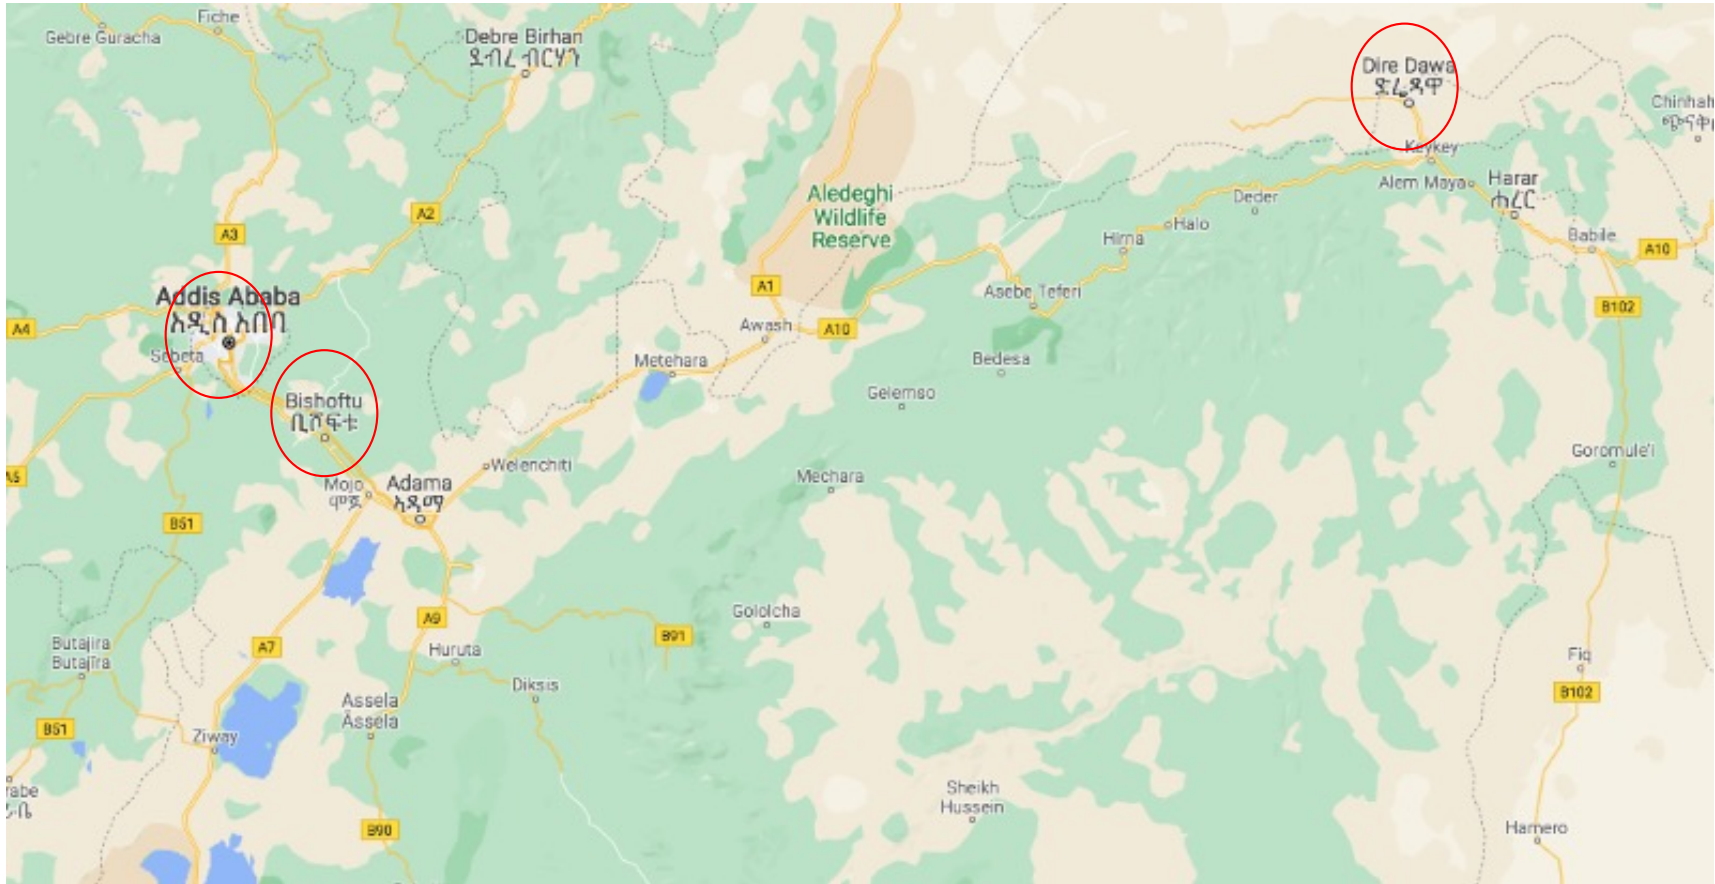 Fiche
Gebre Guracha
Debre Birhan
ደብረ ብርሃን
Dire Dawa
ድሬዳዋ
Keykey
Alem Maya
Harar
ሐረር
Babile
A10
B102
Deder
Halo
Hirna
Asebe Teferi
Aledeghi
Wildlife
Reserve
A1
A10
Awash
Metehara
A2
A3
Addis Ababa
አዲስ አበባ
A4
Sebeta
Bishoftu
ቢሾፍቱ
Bedesa
Gelemso
Welenchiti
Adama
አዳማ
Mojo
ሞጆ
Mechara
Goromule'i
A5
B51
A9
Gololcha
B91
Butajira
Butajīra
A7
Huruta
Diksis
Assela
Āssela
Fiq
B102
B51
Ziway
Sheikh
Hussein
B90
Hamero